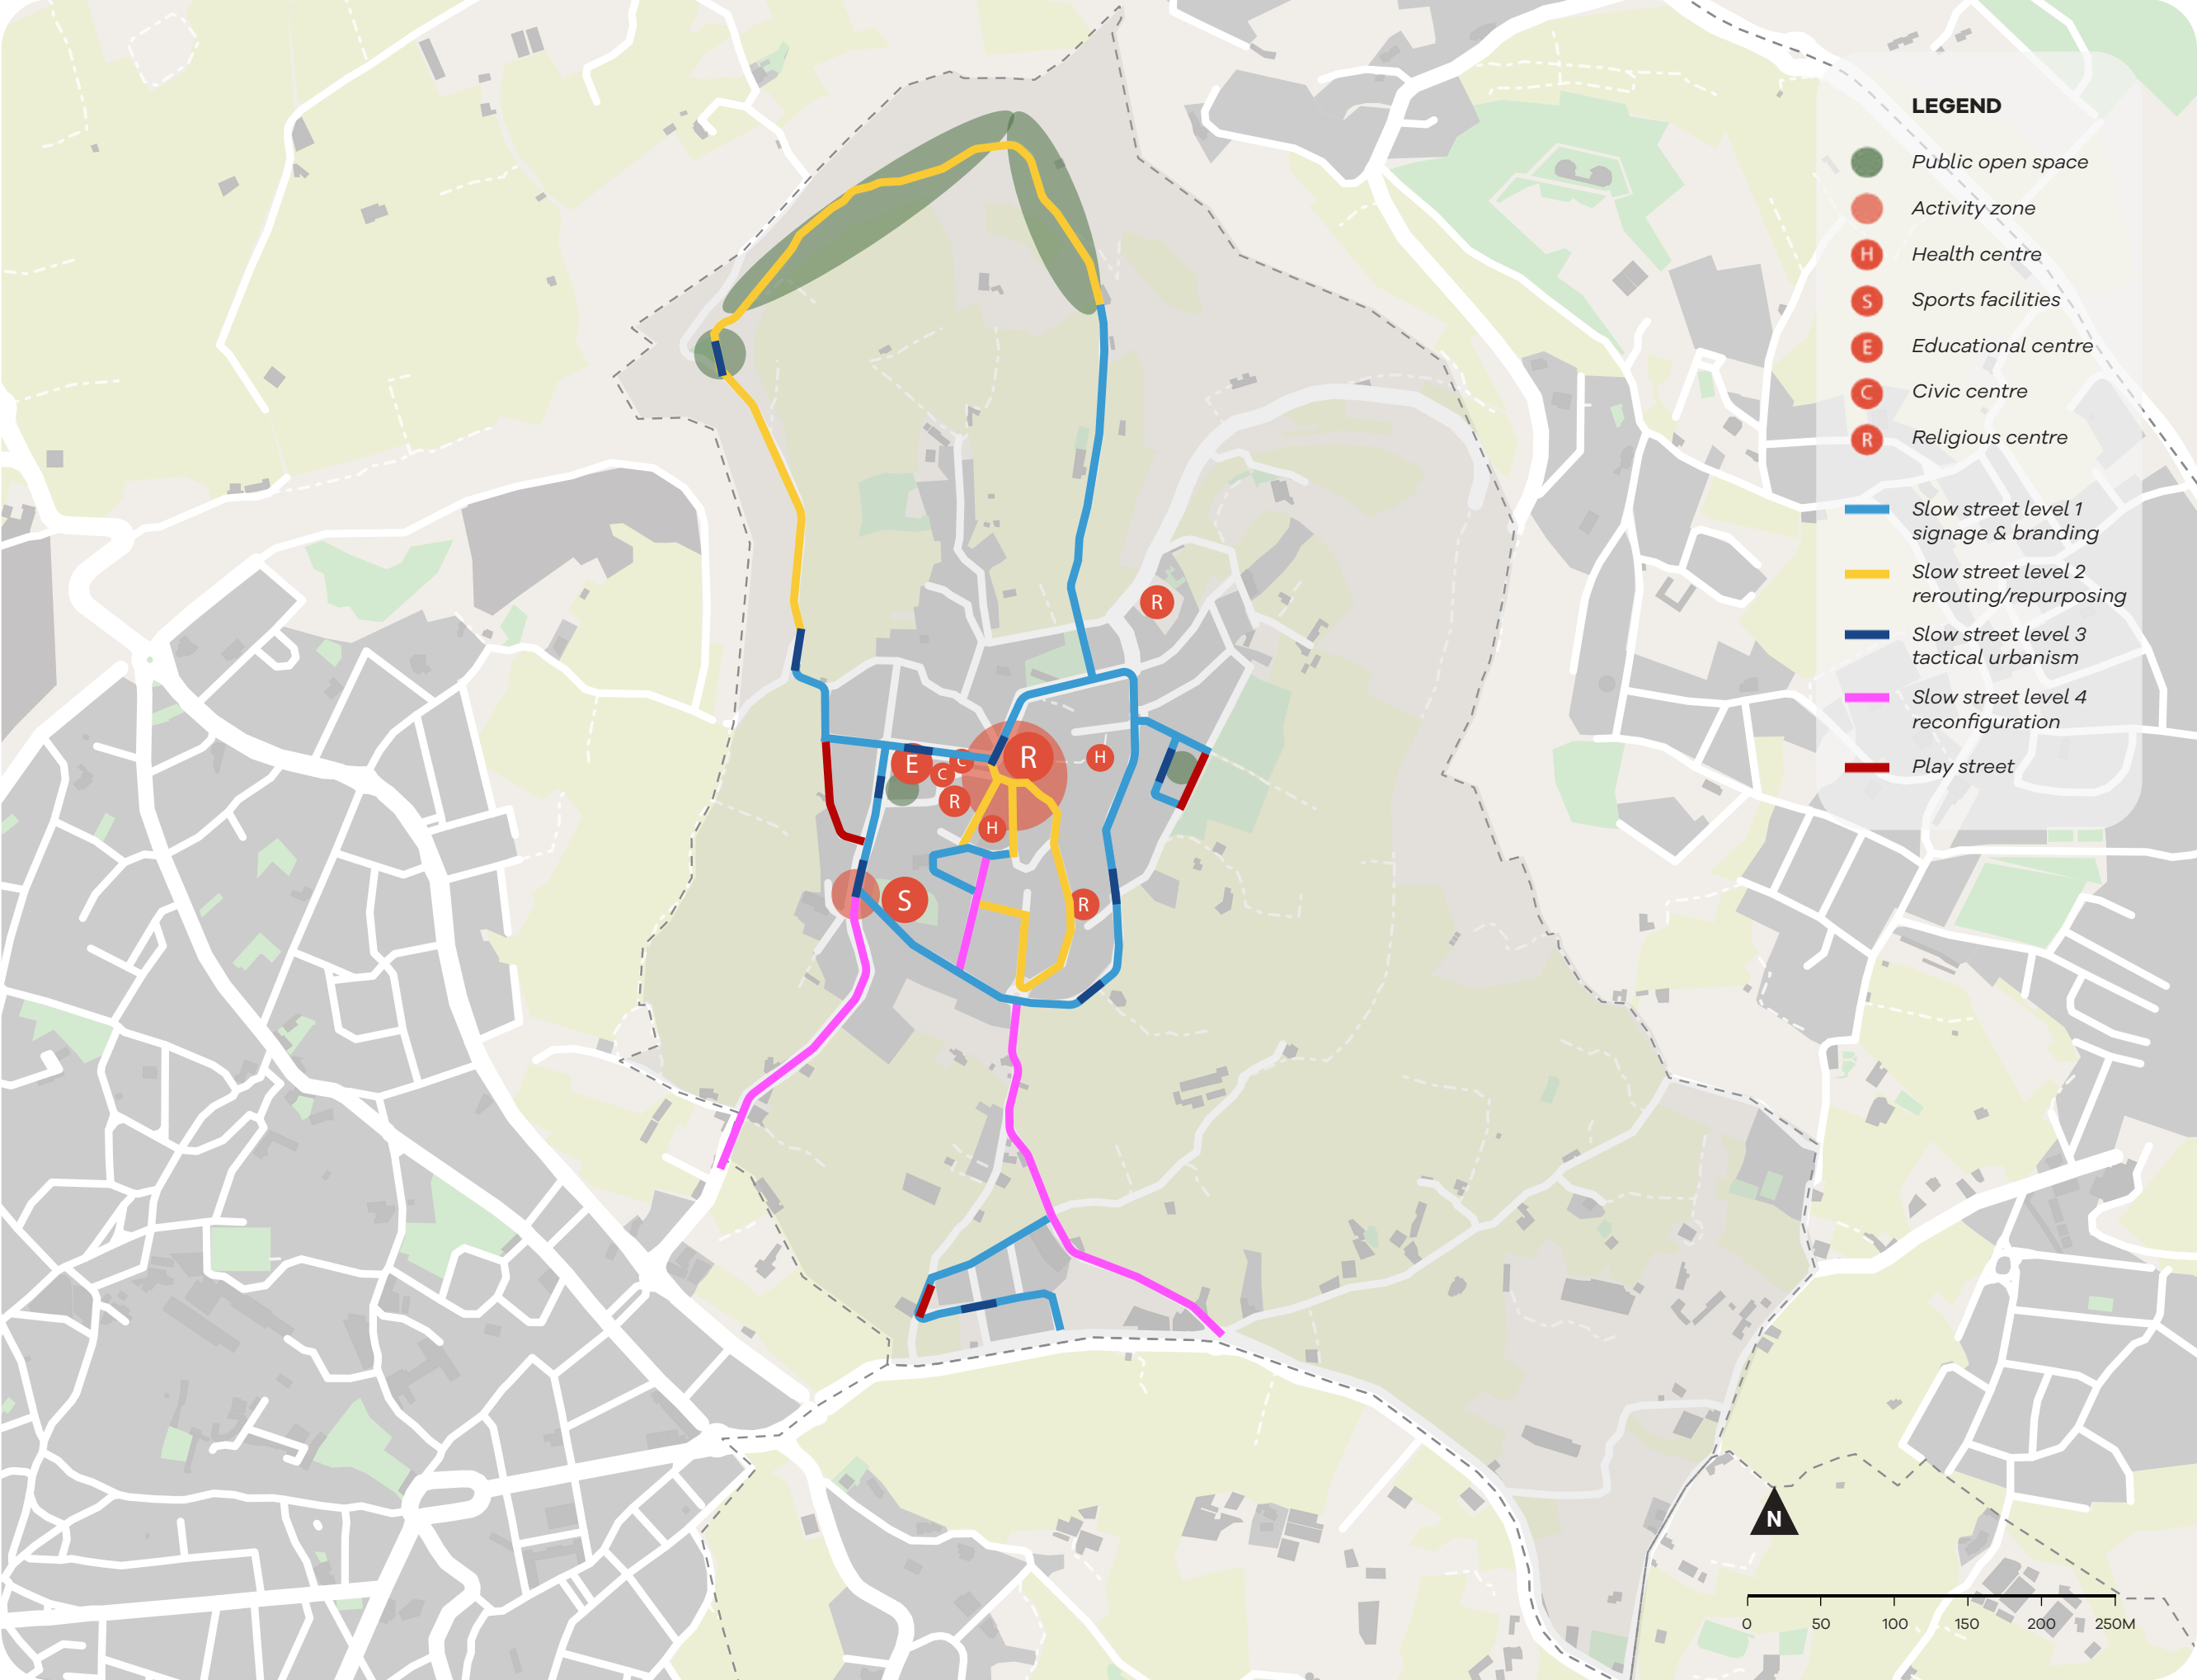 LEGEND
Public open space
Activity zone
H Health centre
S Sports facilities
E Educational centre
C Civic centre
R Religious centre
Slow street level 1
signage & branding
Slow street level 2
rerouting/repurposing
Slow street level 3
tactical urbanism
Slow street level 4
reconfiguration
Play street
R
R
H
E
C
C
R
H
S
R
N
0 50 100 150 200 250M